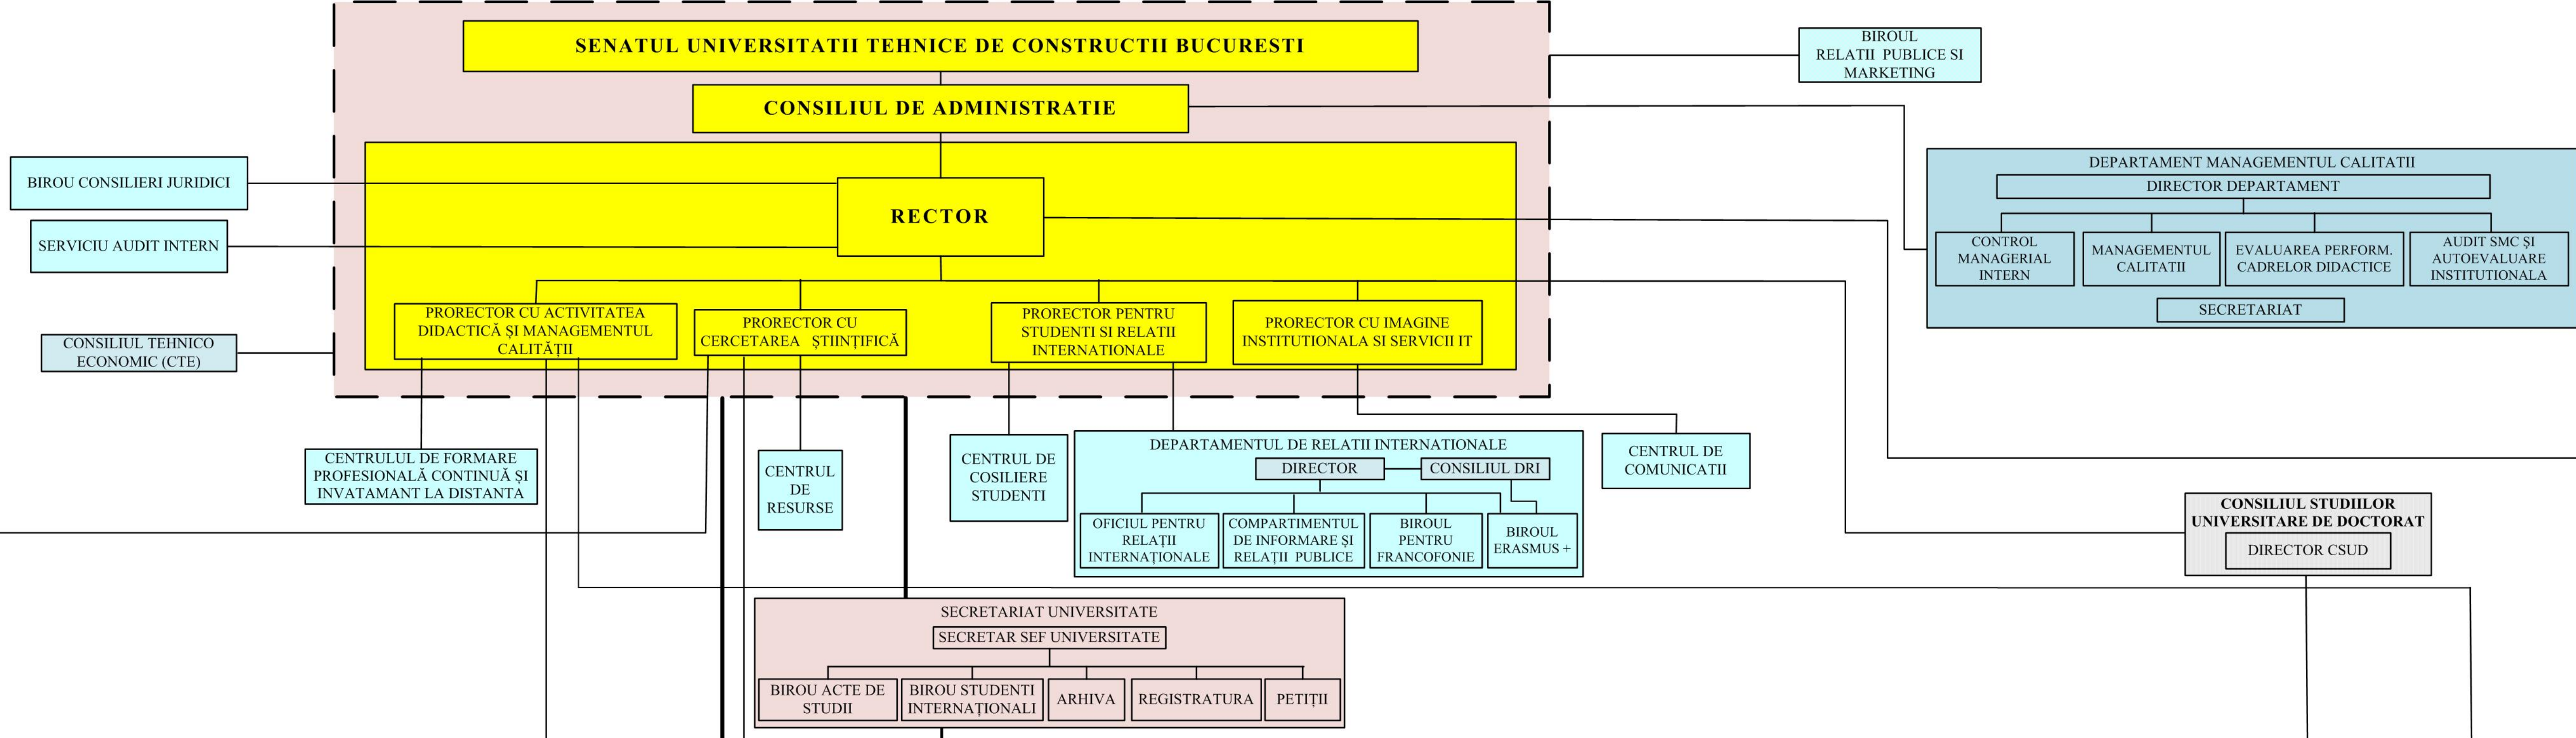 SENATUL UNIVERSITATII TEHNICE DE CONSTRUCTII BUCURESTI
BIROUL
RELATII PUBLICE SI
MARKETING
CONSILIUL DE ADMINISTRATIE
BIROU CONSILIERI JURIDICI
SERVICIU AUDIT INTERN
RECTOR
DEPARTAMENT MANAGEMENTUL CALITATII
DIRECTOR DEPARTAMENT
CONTROL
MANAGERIAL
INTERN
MANAGEMENTUL
CALITATII
EVALUAREA PERFORM.
CADRELOR DIDACTICE
AUDIT SMC ȘI
AUTOEVALUARE
INSTITUTIONALA
SECRETARIAT
CONSILIUL TEHNICO
ECONOMIC (CTE)
PRORECTOR CU ACTIVITATEA
DIDACTICĂ ȘI MANAGEMENTUL
CALITĂȚII
PRORECTOR CU
CERCETAREA ȘTIINȚIFICĂ
PRORECTOR PENTRU
STUDENTI SI RELATII
INTERNATIONALE
PRORECTOR CU IMAGINE
INSTITUTIONALA SI SERVICII IT
CENTRULUL DE FORMARE
PROFESIONALĂ CONTINUĂ ȘI
INVATAMANT LA DISTANTA
CENTRUL
DE
RESURSE
CENTRUL DE
COSILIERE
STUDENTI
DEPARTAMENTUL DE RELATII INTERNATIONALE
DIRECTOR
CONSILIUL DRI
OFICIUL PENTRU
RELAȚII
INTERNAȚIONALE
COMPARTIMENTUL
DE INFORMARE ȘI
RELAȚII PUBLICE
BIROUL
PENTRU
FRANCOFONIE
BIROUL
ERASMUS +
CENTRUL DE
COMUNICATII
CONSILIUL STUDIILOR
UNIVERSITARE DE DOCTORAT
DIRECTOR CSUD
SECRETARIAT UNIVERSITATE
SECRETAR SEF UNIVERSITATE
BIROU ACTE DE
STUDII
BIROU STUDENTI
INTERNAȚIONALI
ARHIVA
REGISTRATURA
PETIȚII